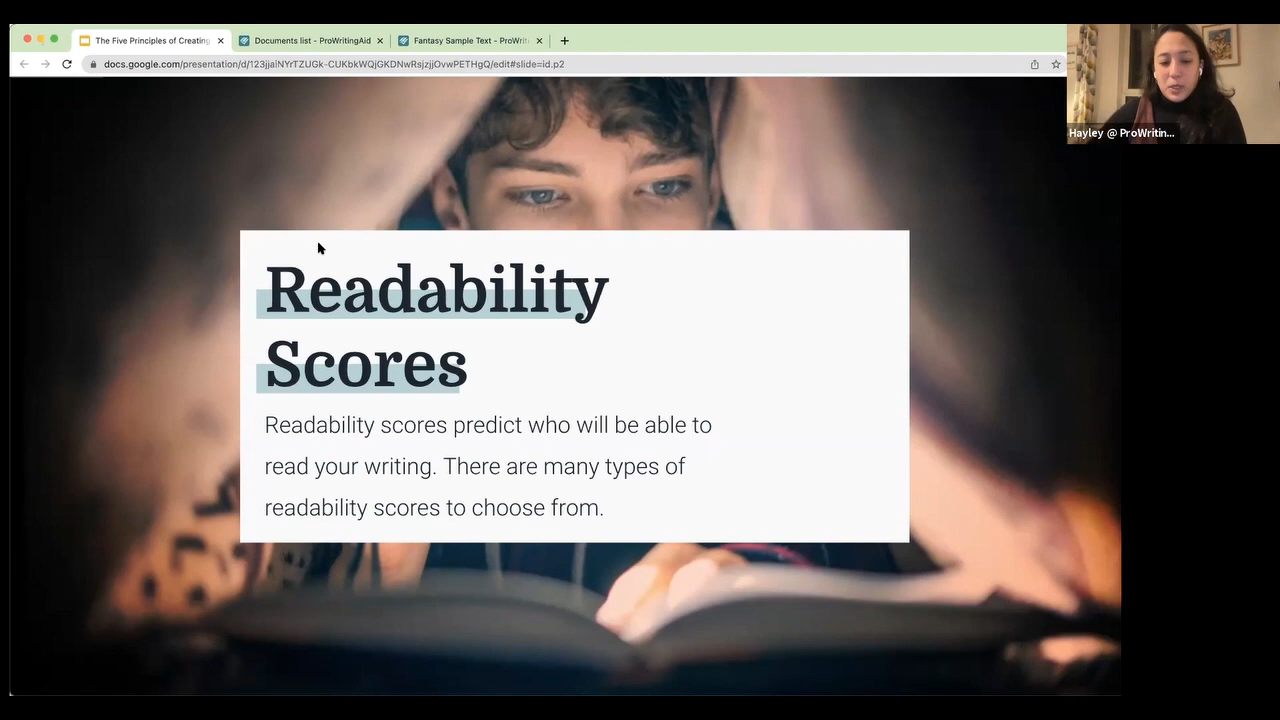 The Five Principles of Creating
Documents list - ProWritingAid
Fantasy Sample Text - ProWriti
docs.google.com/presentation/d/123jjaINYrTZUGk-CUKbkWQjGKDNwRsjzjjOvwPETHgQ/edit#slide=id.p2
Hayley @ ProWritin...
Readability
Scores
Readability scores predict who will be able to
read your writing. There are many types of
readability scores to choose from.